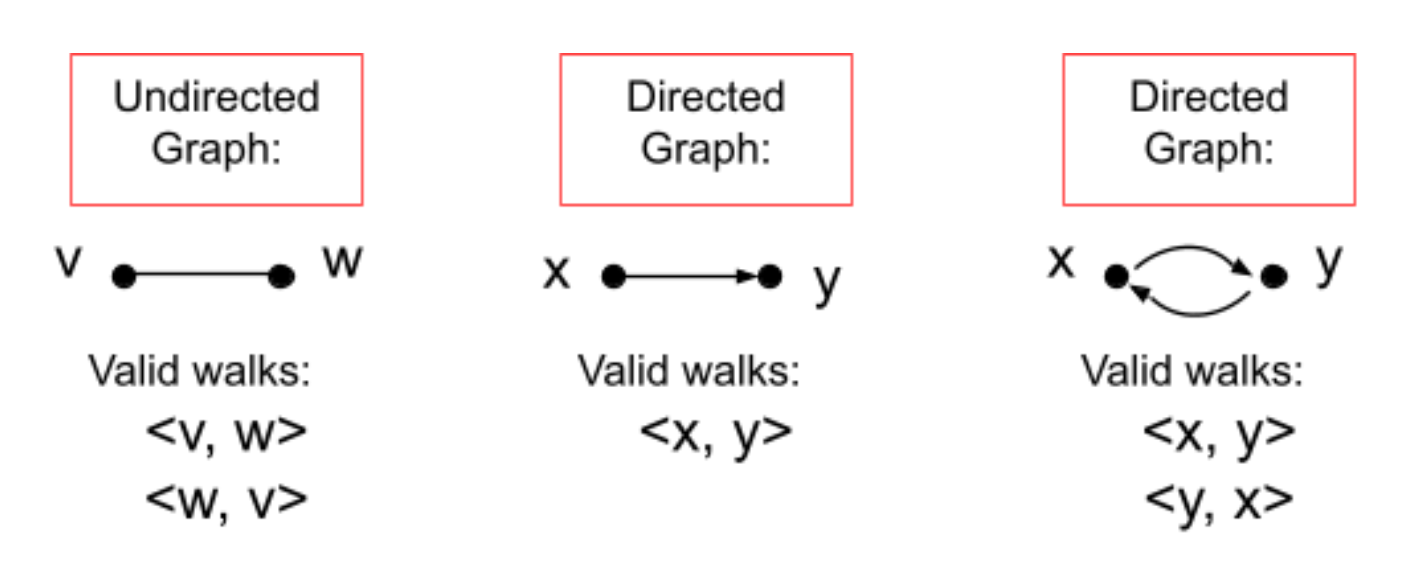 Undirected
Graph:
v
w
Valid walks:
<v, w>
<w, v>
Directed
Graph:
x
y
Valid walks:
<x, y>
Directed
Graph:
x
y
Valid walks:
<x, y>
<y, x>